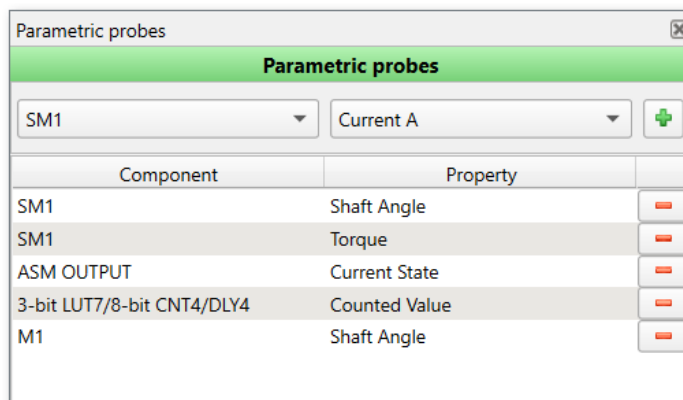 Parametric probes
Parametric probes
SM1 Current A
Component Property
SM1 Shaft Angle
SM1 Torque
ASM OUTPUT Current State
3-bit LUT7/8-bit CNT4/DLY4 Counted Value
M1 Shaft Angle